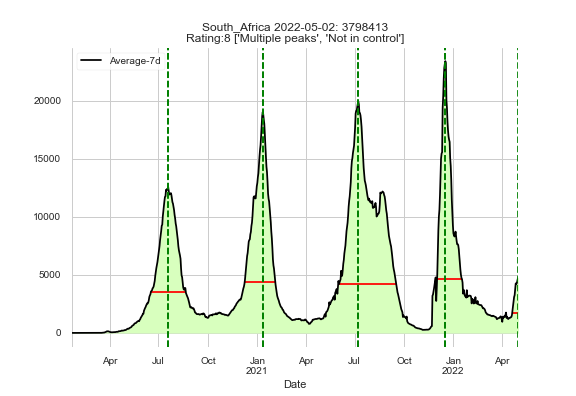 South_Africa 2022-05-02: 3798413
Rating:8 ['Multiple peaks', 'Not in control']
Average-7d
20000
15000
10000
5000
0
Apr
Jul
Oct
Jan
2021
Apr
Jul
Oct
Jan
2022
Apr
Date